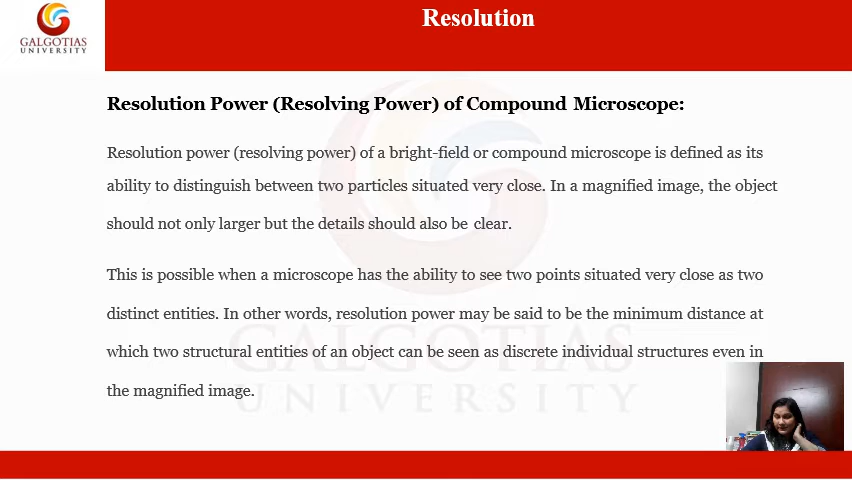 Resolution
GALGOTIAS
UNIVERSITY
Resolution Power (Resolving Power) of Compound Microscope:
Resolution power (resolving power) of a bright-field or compound microscope is defined as its
ability to distinguish between two particles situated very close. In a magnified image, the object
should not only larger but the details should also be clear.
This is possible when a microscope has the ability to see two points situated very close as two
distinct entities. In other words, resolution power may be said to be the minimum distance at
which two structural entities of an object can be seen as discrete individual structures even in
the magnified image.
GALGOTIAS
UNIVERSITY